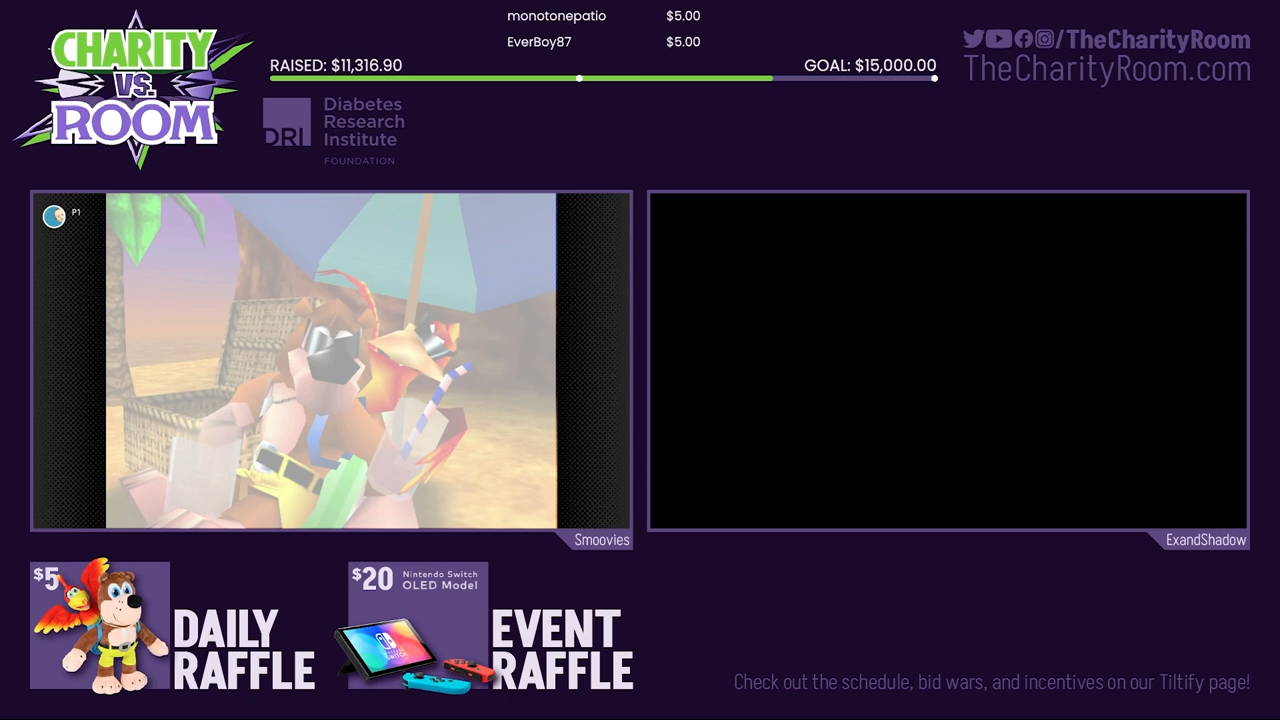 CHARITY
VS.
ROOM
monotonepatio $5.00
EverBoy87 $5.00
RAISED: $11,316.90 GOAL: $15,000.00
/TheCharityRoom
TheCharityRoom.com
DRI
Diabetes
Research
Institute
FOUNDATION
P1
Smoovies
ExandShadow
$5
DAILY
RAFFLE
$20 Nintendo Switch
OLED Model
EVENT
RAFFLE
Check out the schedule, bid wars, and incentives on our Tiltify page!